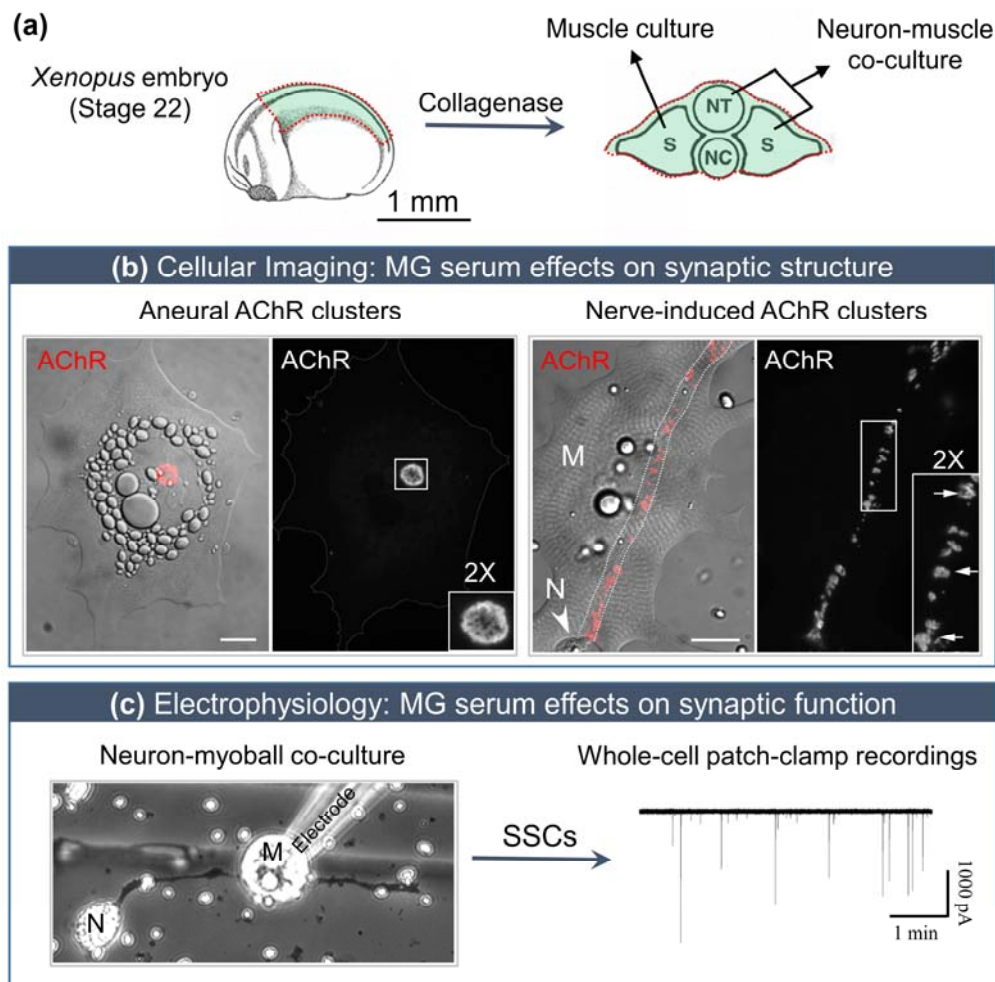 (a)
Xenopus embryo
(Stage 22)
1 mm
Collagenase
Muscle culture
Neuron-muscle
co-culture
NT
S
S
NC
(b) Cellular Imaging: MG serum effects on synaptic structure
Aneural AChR clusters
Nerve-induced AChR clusters
AChR
AChR
2X
AChR
M
N
AChR
2X
(c) Electrophysiology: MG serum effects on synaptic function
Neuron-myoball co-culture
Whole-cell patch-clamp recordings
Electrode
M
N
SSCs
1000 pA
1 min